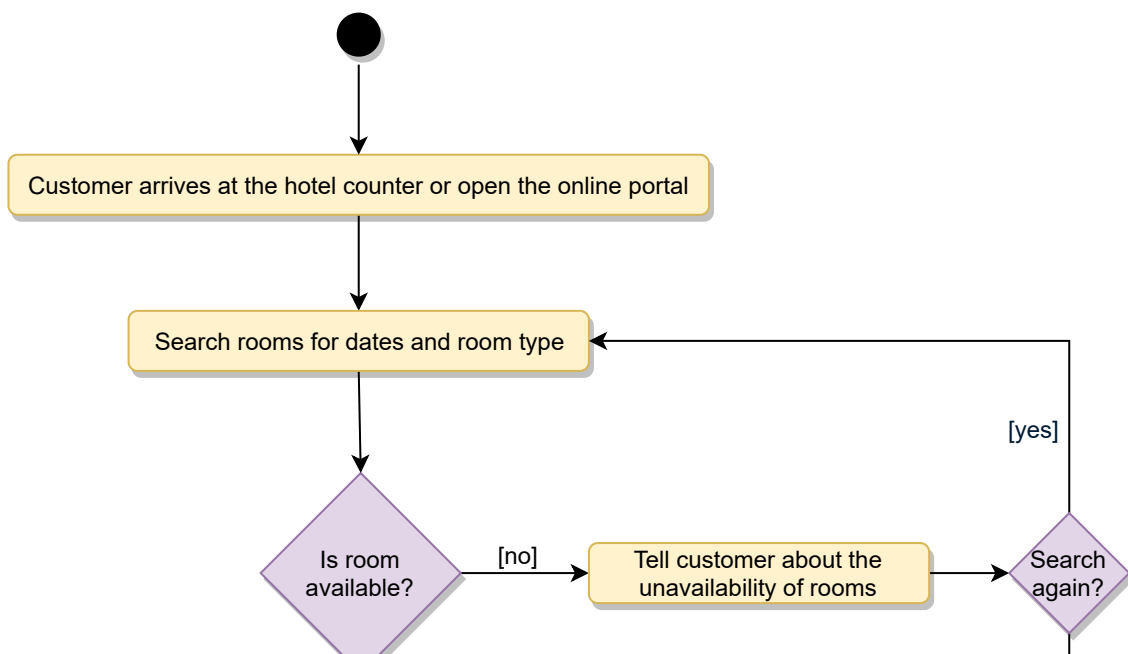 Customer arrives at the hotel counter or open the online portal
Search rooms for dates and room type
[yes]
Is room
available?
[no]
Tell customer about the
unavailability of rooms
Search
again?